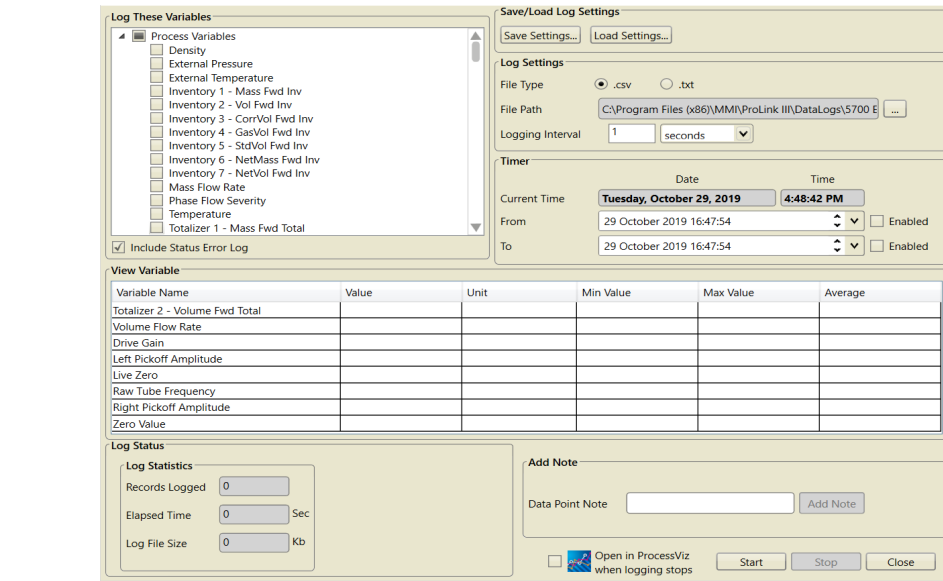 Log These Variables
Process Variables
Density
External Pressure
External Temperature
Inventory 1 - Mass Fwd Inv
Inventory 2 - Vol Fwd Inv
Inventory 3 - CorrVol Fwd Inv
Inventory 4 - GasVol Fwd Inv
Inventory 5 - StdVol Fwd Inv
Inventory 6 - NetMass Fwd Inv
Inventory 7 - NetVol Fwd Inv
Mass Flow Rate
Phase Flow Severity
Temperature
Totalizer 1 - Mass Fwd Total
Include Status Error Log
Save/Load Log Settings
Save Settings... Load Settings...
Log Settings
File Type .csv .txt
File Path C:\Program Files (x86)\MMI\ProLink III\DataLogs\5700 E ...
Logging Interval 1 seconds
Timer
Date Time
Current Time Tuesday, October 29, 2019 4:48:42 PM
From 29 October 2019 16:47:54 Enabled
To 29 October 2019 16:47:54 Enabled
View Variable
Variable Name Value Unit Min Value Max Value Average
Totalizer 2 - Volume Fwd Total
Volume Flow Rate
Drive Gain
Left Pickoff Amplitude
Live Zero
Raw Tube Frequency
Right Pickoff Amplitude
Zero Value
Log Status
Log Statistics
Records Logged 0
Elapsed Time 0 Sec
Log File Size 0 Kb
Add Note
Data Point Note Add Note
Open in ProcessViz
when logging stops
Start Stop Close